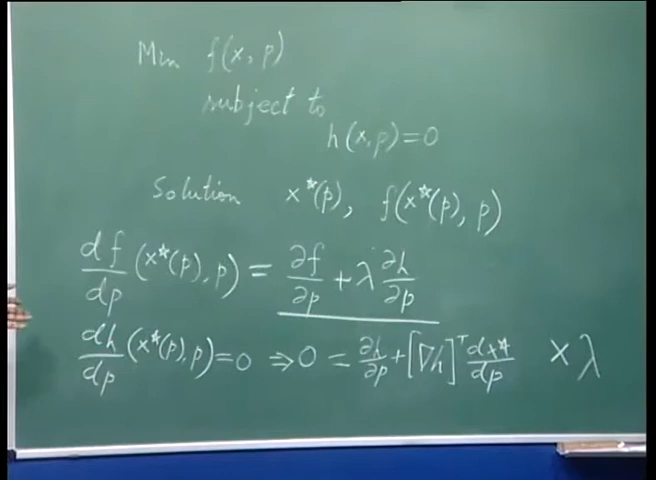 Min f(x, p)
subject to
h(x, p) = 0
Solution x*(p), f(x*(p), p)
df/dp (x*(p), p) = ∂f/∂p + λ ∂h/∂p
dh/dp (x*(p), p) = 0 ⇒ 0 = ∂h/∂p + [∇h]ᵀ dx*/dp × λ